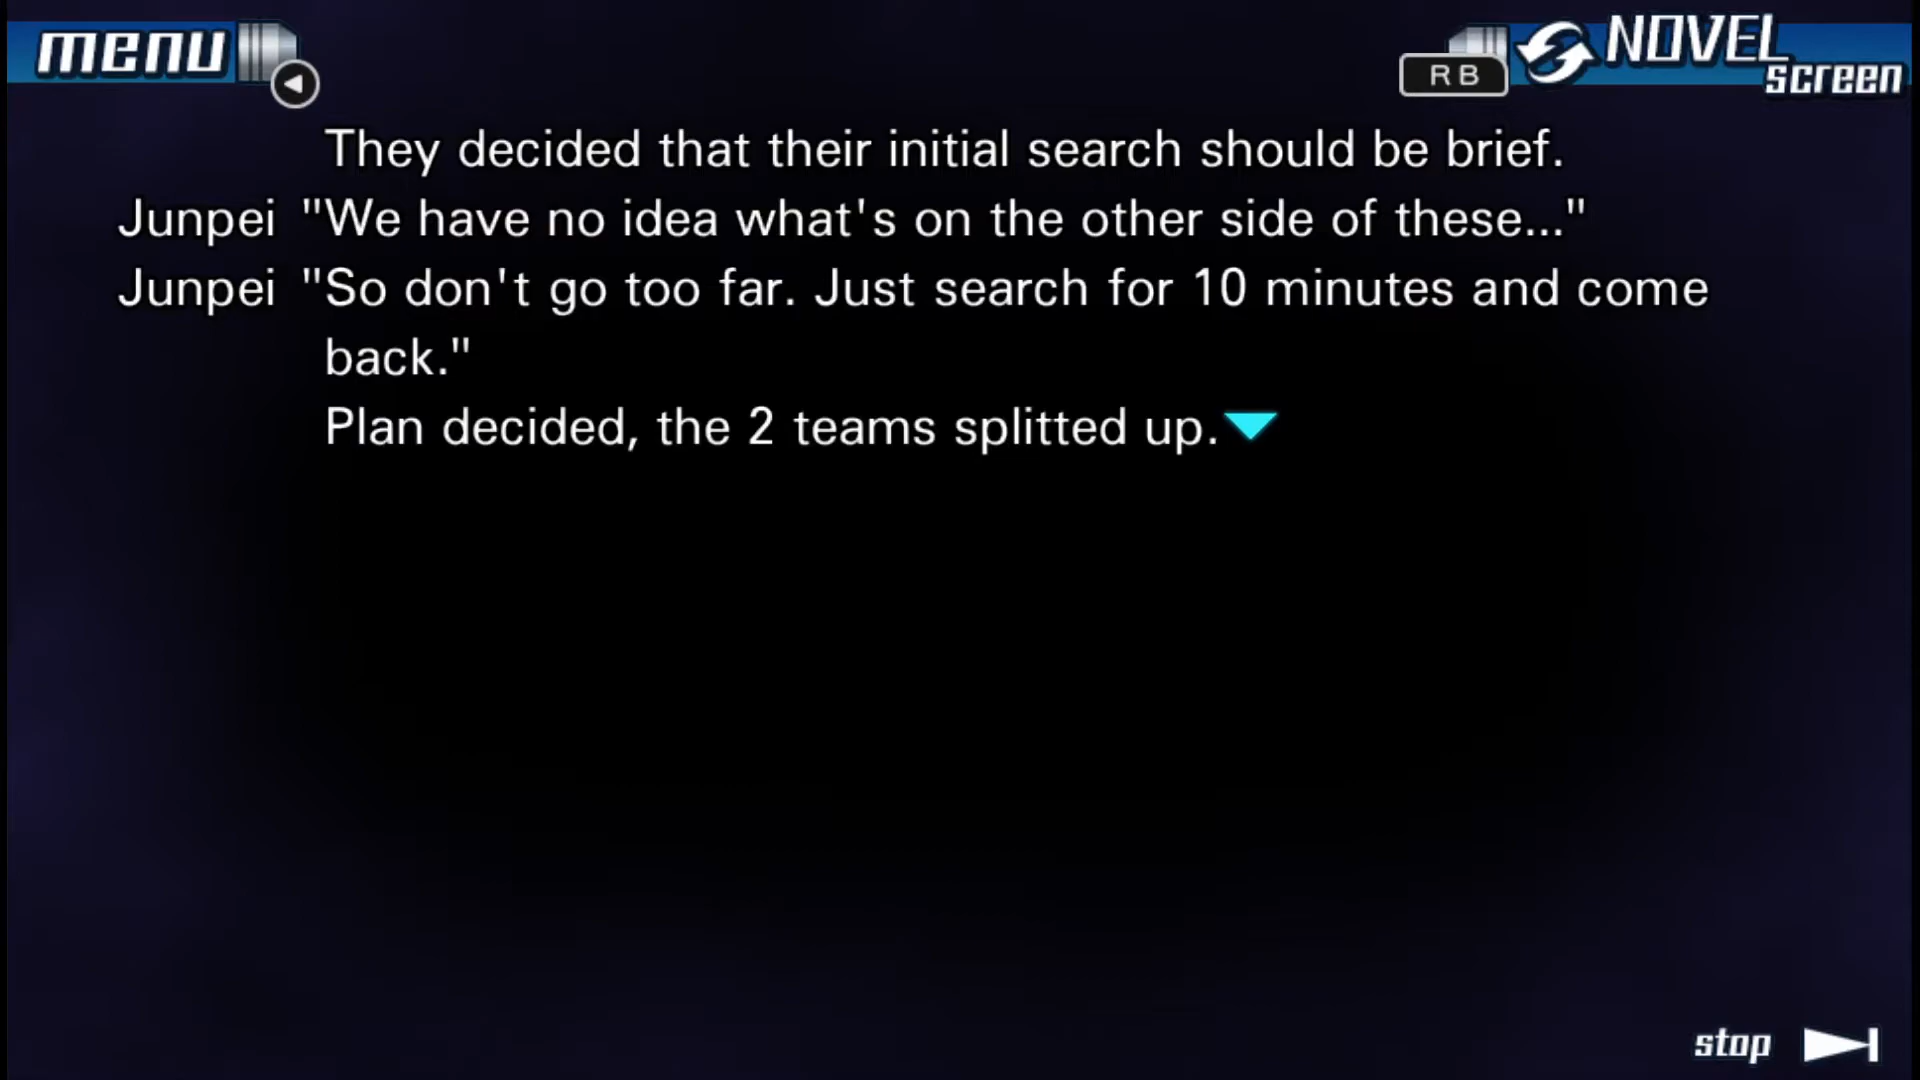 menu
RB
NOVEL
screen
They decided that their initial search should be brief.
Junpei "We have no idea what's on the other side of these..."
Junpei "So don't go too far. Just search for 10 minutes and come
back."
Plan decided, the 2 teams splitted up.
stop